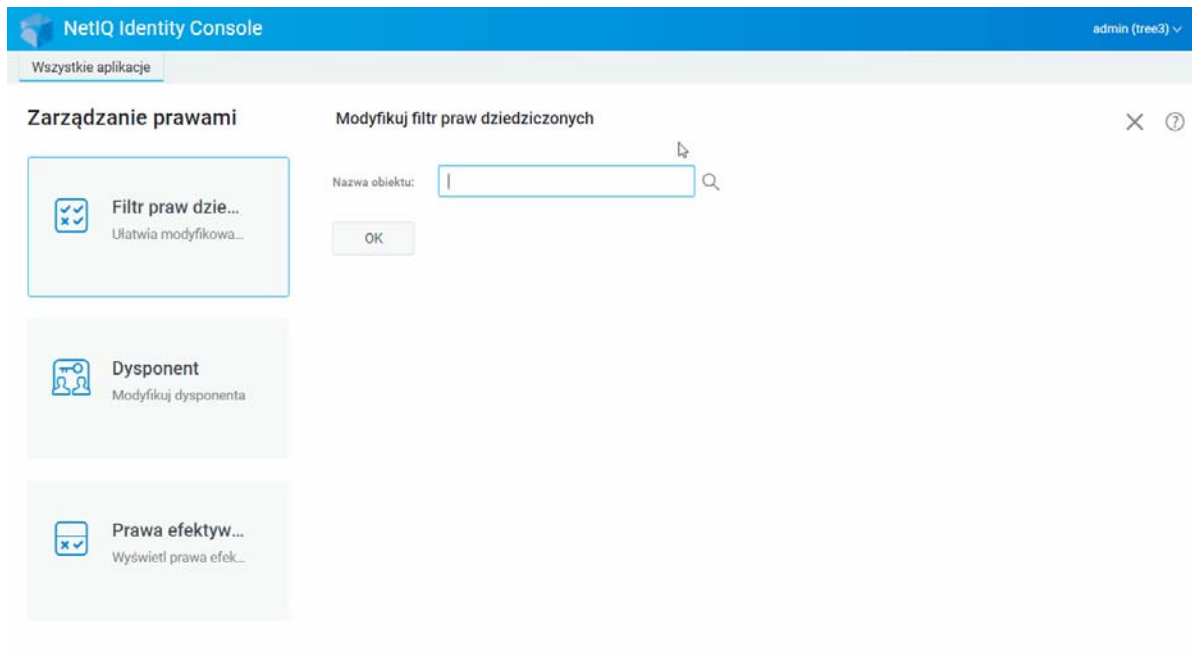 NetIQ Identity Console
admin (tree3)
Wszystkie aplikacje
Zarządzanie prawami
Modyfikuj filtr praw dziedziczonych
Filtr praw dzie...
Ułatwia modyfikowa...
Nazwa obiektu:
OK
Dysponent
Modyfikuj dysponenta
Prawa efektyw...
Wyświetl prawa efek...